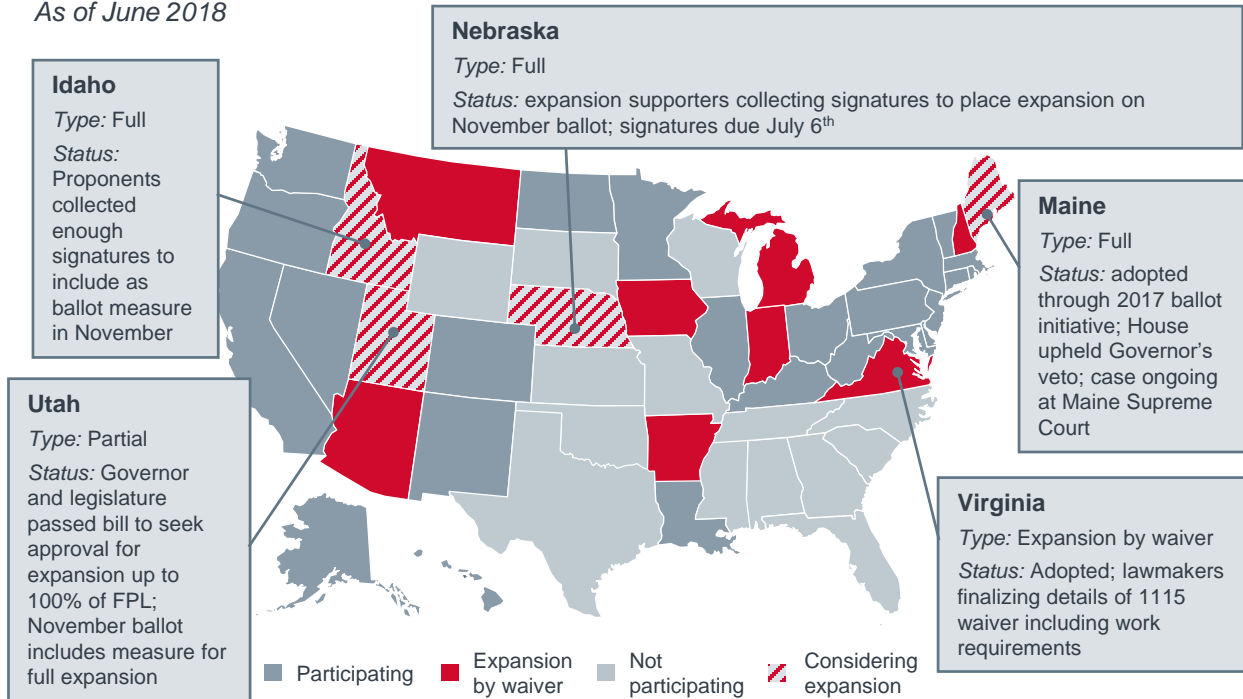 As of June 2018
Nebraska
Type: Full
Status: expansion supporters collecting signatures to place expansion on
November ballot; signatures due July 6th
Idaho
Type: Full
Status:
Proponents
collected
enough
signatures to
include as
ballot measure
in November
Maine
Type: Full
Status: adopted
through 2017 ballot
initiative; House
upheld Governor’s
veto; case ongoing
at Maine Supreme
Court
Utah
Type: Partial
Status: Governor
and legislature
passed bill to seek
approval for
expansion up to
100% of FPL;
November ballot
includes measure for
full expansion
Virginia
Type: Expansion by waiver
Status: Adopted; lawmakers
finalizing details of 1115
waiver including work
requirements
Participating
Expansion
by waiver
Not
participating
Considering
expansion